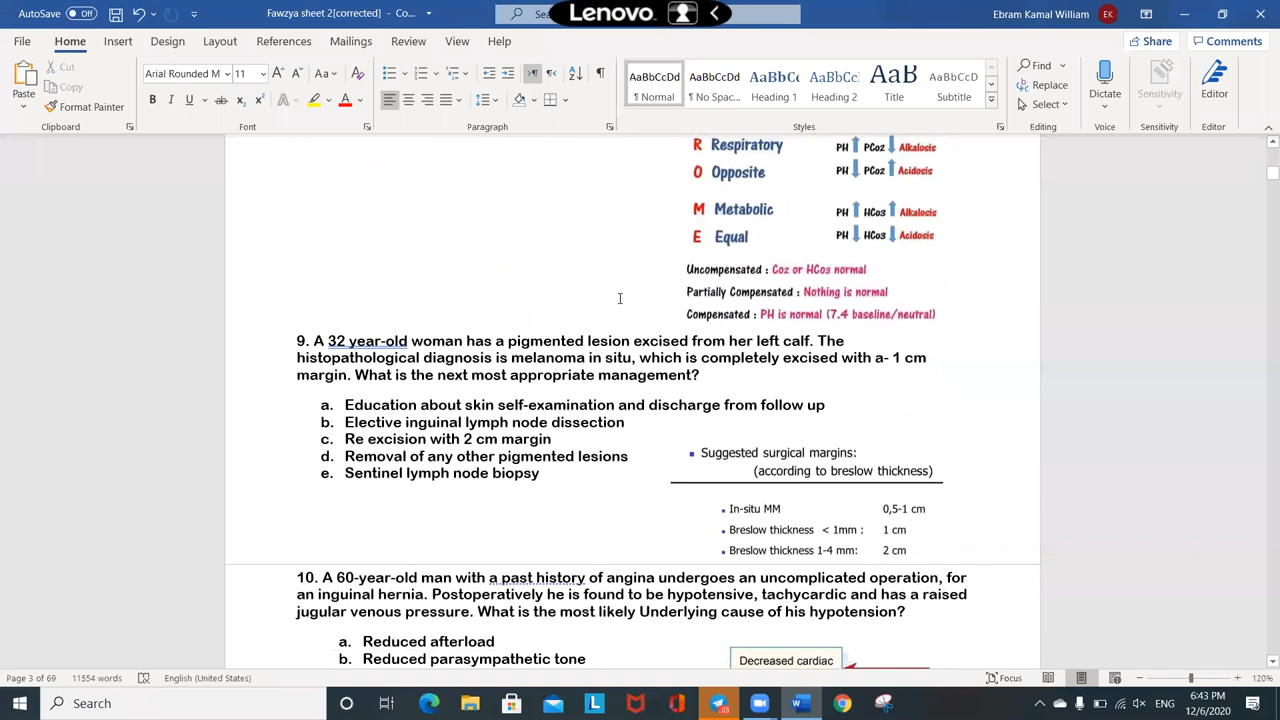 AutoSave Off
Fawzya sheet 2(corrected)
Lenovo
Ebram Kamal William
EK
File Home Insert Design Layout References Mailings Review View Help
Share
Comments
Paste
Cut
Copy
Format Painter
Clipboard
Arial Rounded M 11
Font
Paragraph
AaBbCcDd
¶ Normal
AaBbCcDd
¶ No Spac...
AaBbCc
Heading 1
AaBbCc
Heading 2
AaB
Title
AaBbCcD
Subtitle
Styles
Find
Replace
Select
Editing
Dictate
Voice
Sensitivity
Sensitivity
Editor
Editor
R Respiratory PH PCo2 Alkalosis
O Opposite PH PCo2 Acidosis
M Metabolic PH HCo3 Alkalosis
E Equal PH HCo3 Acidosis
Uncompensated : Co2 or HCo3 normal
Partially Compensated : Nothing is normal
Compensated : PH is normal (7.4 baseline/neutral)
9. A 32 year-old woman has a pigmented lesion excised from her left calf. The
histopathological diagnosis is melanoma in situ, which is completely excised with a- 1 cm
margin. What is the next most appropriate management?
a. Education about skin self-examination and discharge from follow up
b. Elective inguinal lymph node dissection
c. Re excision with 2 cm margin
d. Removal of any other pigmented lesions
e. Sentinel lymph node biopsy
Suggested surgical margins:
(according to breslow thickness)
In-situ MM 0,5-1 cm
Breslow thickness < 1mm : 1 cm
Breslow thickness 1-4 mm: 2 cm
10. A 60-year-old man with a past history of angina undergoes an uncomplicated operation, for
an inguinal hernia. Postoperatively he is found to be hypotensive, tachycardic and has a raised
jugular venous pressure. What is the most likely Underlying cause of his hypotension?
a. Reduced afterload
b. Reduced parasympathetic tone
Decreased cardiac
Page 3 of 69 11554 words English (United States) Focus 120%
Search
6:43 PM
12/6/2020